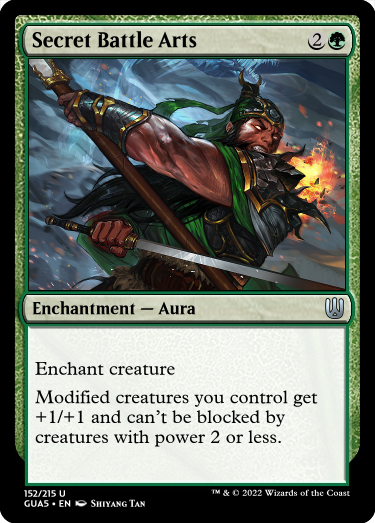 Secret Battle Arts 2
Enchantment — Aura
Enchant creature
Modified creatures you control get
+1/+1 and can't be blocked by
creatures with power 2 or less.
152/215 U
GUA5 • EN SHIYANG TAN
™ & © 2022 Wizards of the Coast